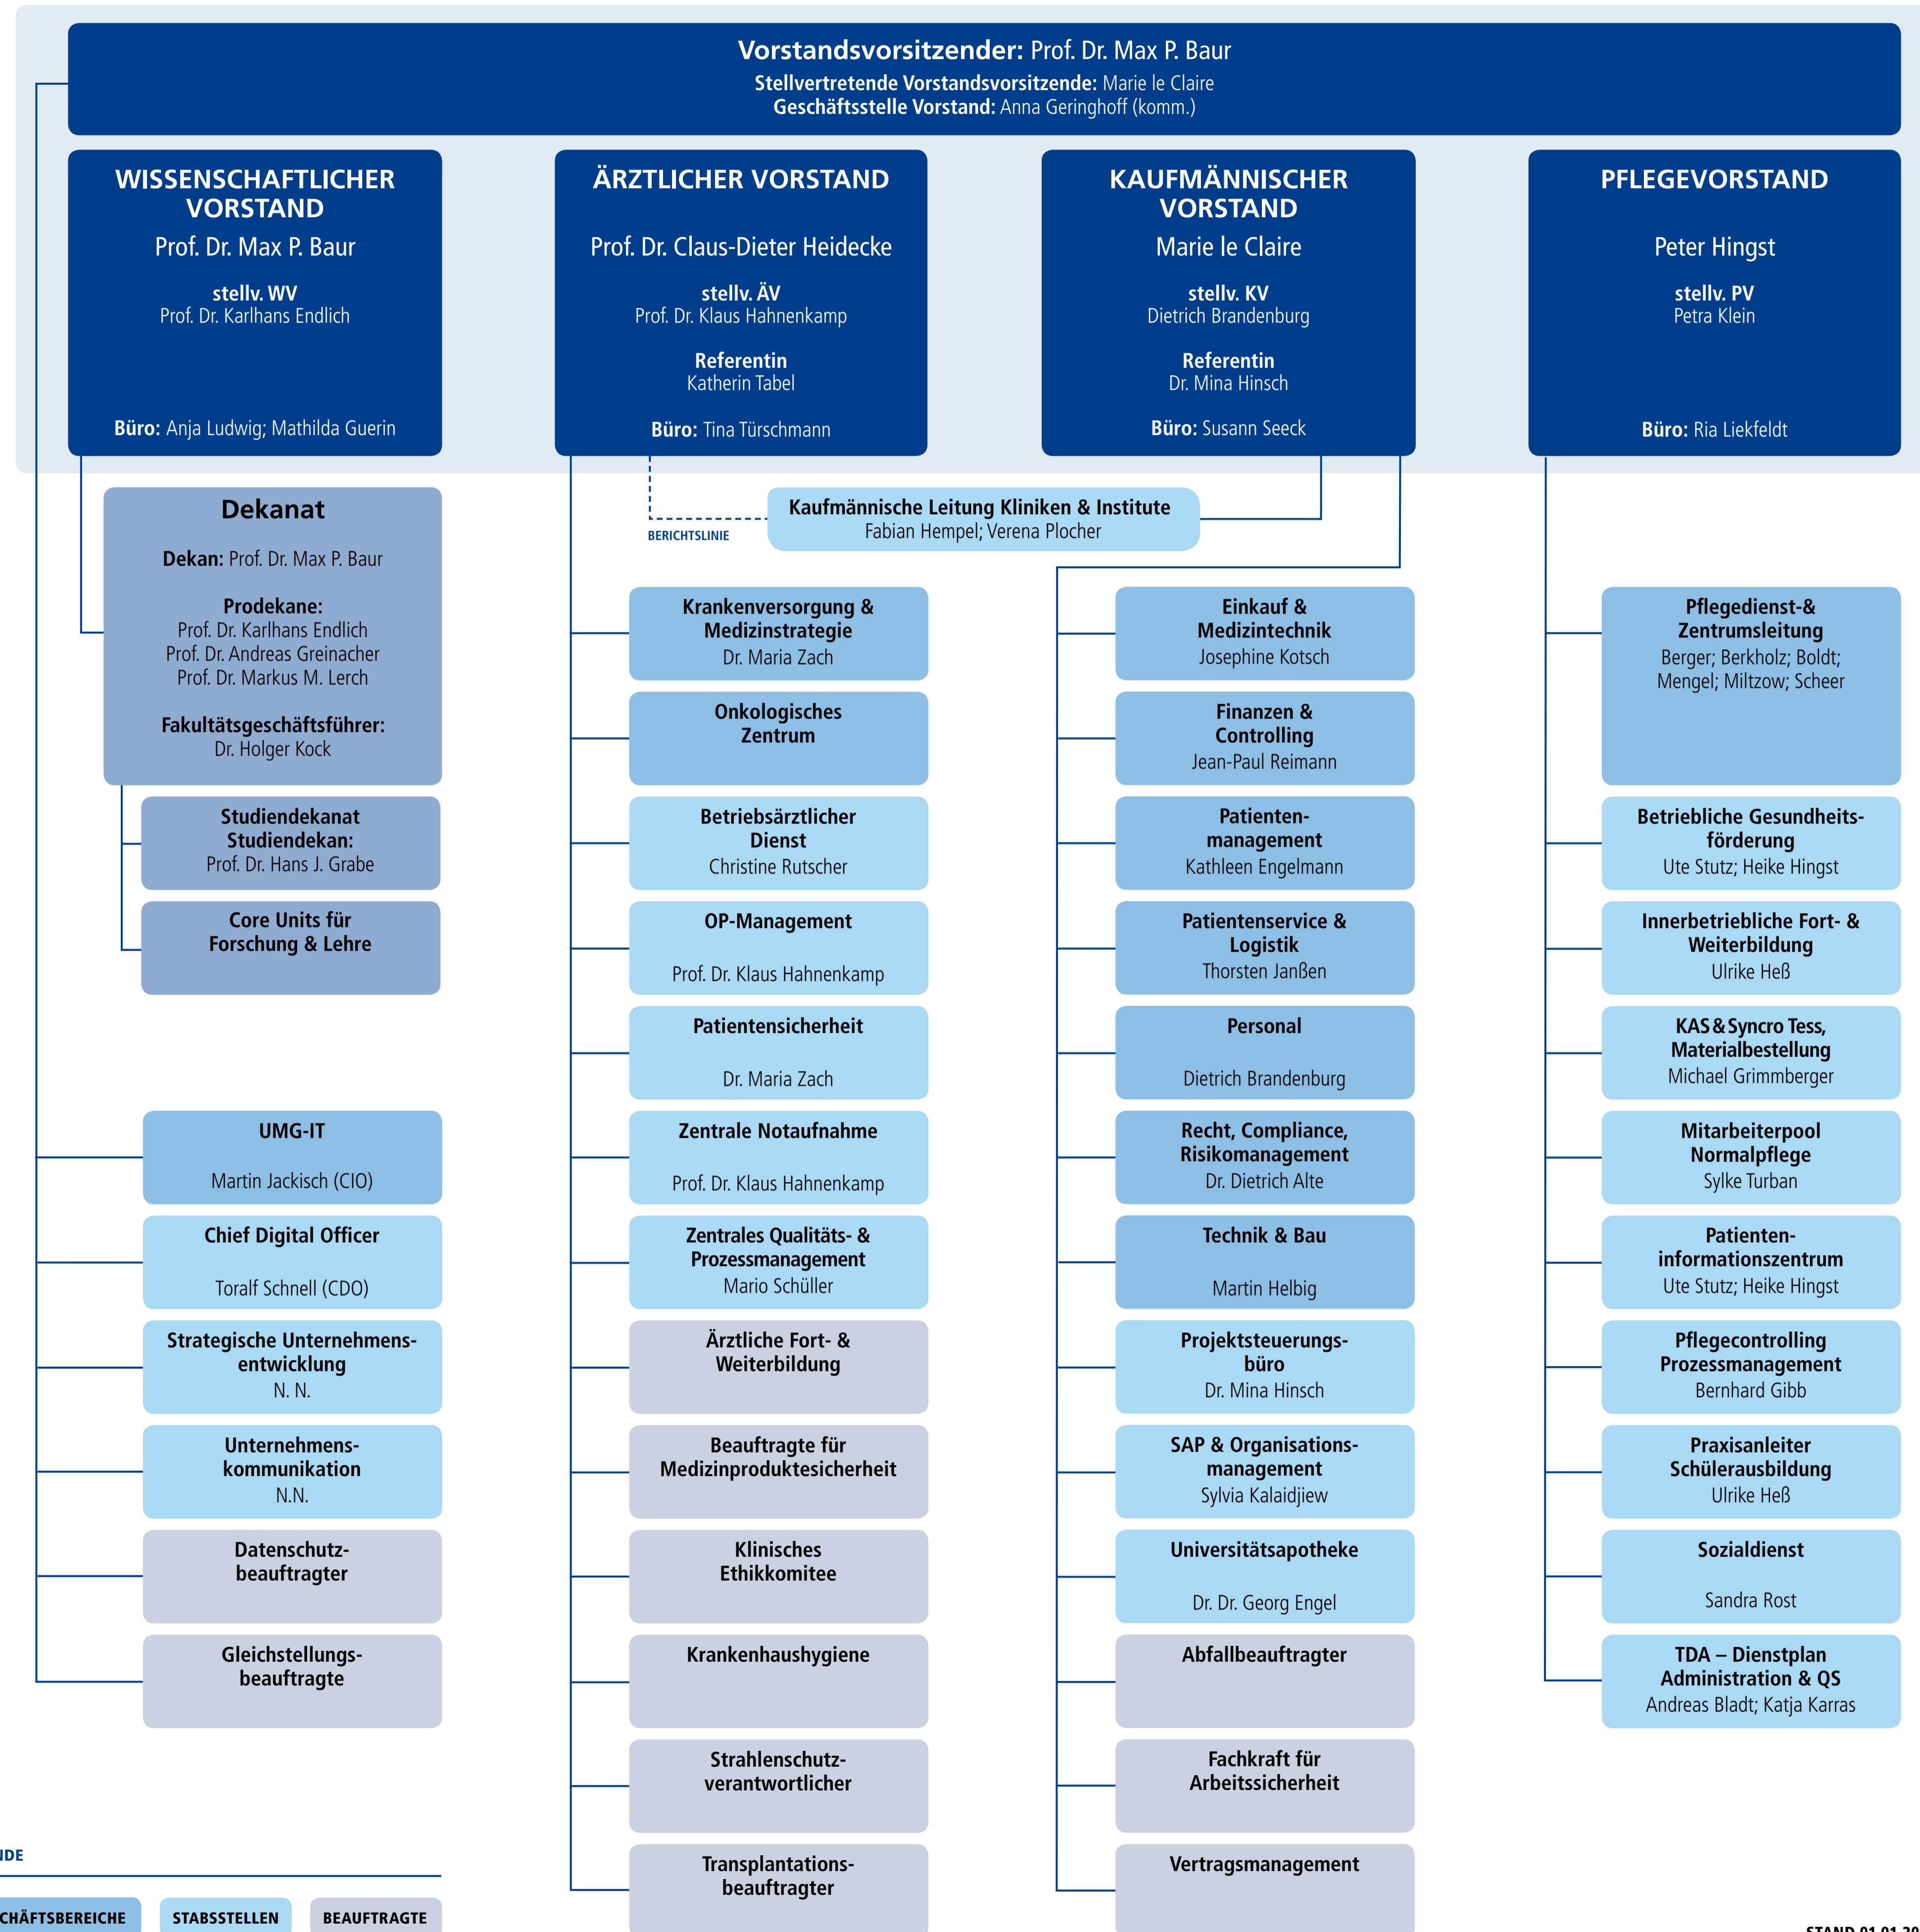 Vorstandsvorsitzender: Prof. Dr. Max P. Baur
Stellvertretende Vorstandsvorsitzende: Marie le Claire
Geschäftsstelle Vorstand: Anna Geringhoff (komm.)
WISSENSCHAFTLICHER
VORSTAND
Prof. Dr. Max P. Baur
stellv. WV
Prof. Dr. Karlhans Endlich
Büro: Anja Ludwig; Mathilda Guerin
ÄRZTLICHER VORSTAND
Prof. Dr. Claus-Dieter Heidecke
stellv. ÄV
Prof. Dr. Klaus Hahnenkamp
Referentin
Katherin Tabel
Büro: Tina Türschmann
KAUFMÄNNISCHER
VORSTAND
Marie le Claire
stellv. KV
Dietrich Brandenburg
Referentin
Dr. Mina Hinsch
Büro: Susann Seeck
PFLEGEVORSTAND
Peter Hingst
stellv. PV
Petra Klein
Büro: Ria Liekfeldt
Dekanat
Dekan: Prof. Dr. Max P. Baur
Prodekane:
Prof. Dr. Karlhans Endlich
Prof. Dr. Andreas Greinacher
Prof. Dr. Markus M. Lerch
Fakultätsgeschäftsführer:
Dr. Holger Kock
Studiendekanat
Studiendekan:
Prof. Dr. Hans J. Grabe
Core Units für
Forschung & Lehre
UMG-IT
Martin Jackisch (CIO)
Chief Digital Officer
Toralf Schnell (CDO)
Strategische Unternehmens-
entwicklung
N. N.
Unternehmens-
kommunikation
N.N.
Datenschutz-
beauftragter
Gleichstellungs-
beauftragte
Kaufmännische Leitung Kliniken & Institute
Fabian Hempel; Verena Plocher
BERICHTSLINIE
Krankenversorgung &
Medizinstrategie
Dr. Maria Zach
Onkologisches
Zentrum
Betriebsärztlicher
Dienst
Christine Rutscher
OP-Management
Prof. Dr. Klaus Hahnenkamp
Patientensicherheit
Dr. Maria Zach
Zentrale Notaufnahme
Prof. Dr. Klaus Hahnenkamp
Zentrales Qualitäts- &
Prozessmanagement
Mario Schüller
Ärztliche Fort- &
Weiterbildung
Beauftragte für
Medizinproduktesicherheit
Klinisches
Ethikkomitee
Krankenhaushygiene
Strahlenschutz-
verantwortlicher
Transplantations-
beauftragter
Einkauf &
Medizintechnik
Josephine Kotsch
Finanzen &
Controlling
Jean-Paul Reimann
Patienten-
management
Kathleen Engelmann
Patientenservice &
Logistik
Thorsten Janßen
Personal
Dietrich Brandenburg
Recht, Compliance,
Risikomanagement
Dr. Dietrich Alte
Technik & Bau
Martin Helbig
Projektsteuerungs-
büro
Dr. Mina Hinsch
SAP & Organisations-
management
Sylvia Kalaidjiew
Universitätsapotheke
Dr. Dr. Georg Engel
Abfallbeauftragter
Fachkraft für
Arbeitssicherheit
Vertragsmanagement
Pflegedienst-&
Zentrumsleitung
Berger; Berkholz; Boldt;
Mengel; Miltzow; Scheer
Betriebliche Gesundheits-
förderung
Ute Stutz; Heike Hingst
Innerbetriebliche Fort- &
Weiterbildung
Ulrike Heß
KAS & Syncro Tess,
Materialbestellung
Michael Grimmberger
Mitarbeiterpool
Normalpflege
Sylke Turban
Patienten-
informationszentrum
Ute Stutz; Heike Hingst
Pflegecontrolling
Prozessmanagement
Bernhard Gibb
Praxisanleiter
Schülerausbildung
Ulrike Heß
Sozialdienst
Sandra Rost
TDA – Dienstplan
Administration & QS
Andreas Bladt; Katja Karras
NDE
CHÄFTSBEREICHE
STABSSTELLEN
BEAUFTRAGTE
STAND 01.01.20